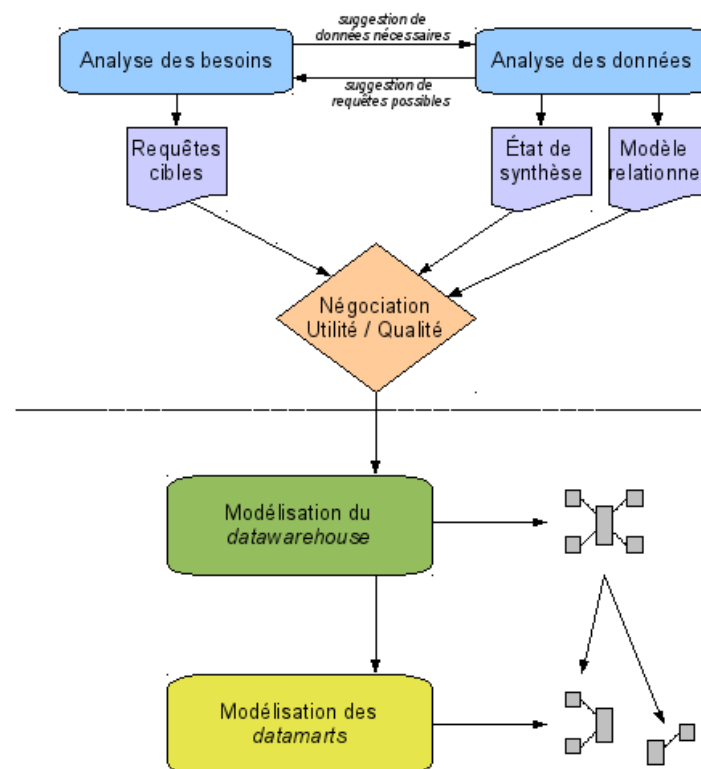 suggestion de
données nécessaires
Analyse des besoins
Analyse des données
suggestion de
requêtes possibles
Requêtes
cibles
État de
synthèse
Modèle
relationne
Négociation
Utilité / Qualité
Modélisation du
datawarehouse
Modélisation des
datamarts